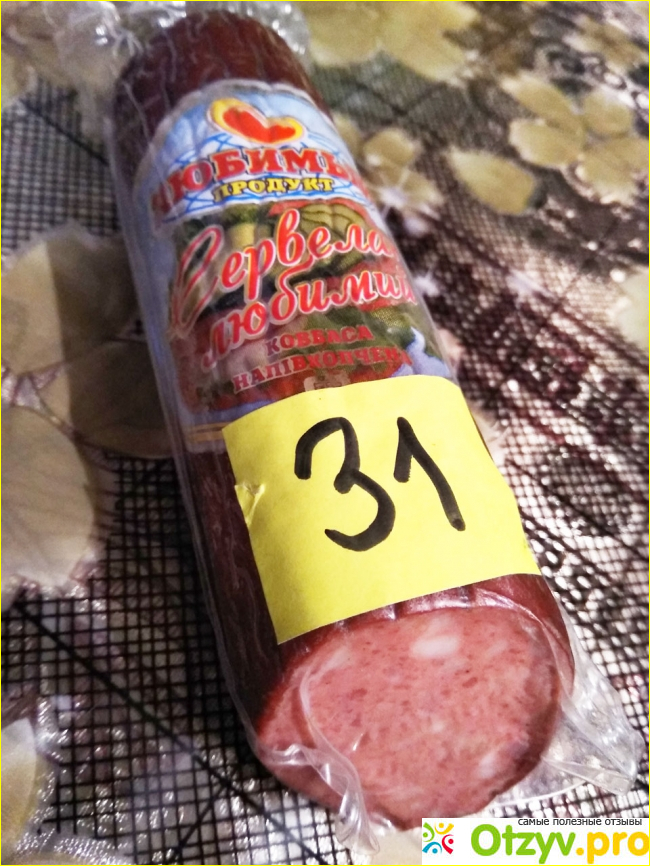 ЛЮБИМЫЙ
ПРОДУКТ
Сервелат
любимий
КОВБАСА
НАПІВКОПЧЕНА
31
самые полезные отзывы
Otzyv.pro